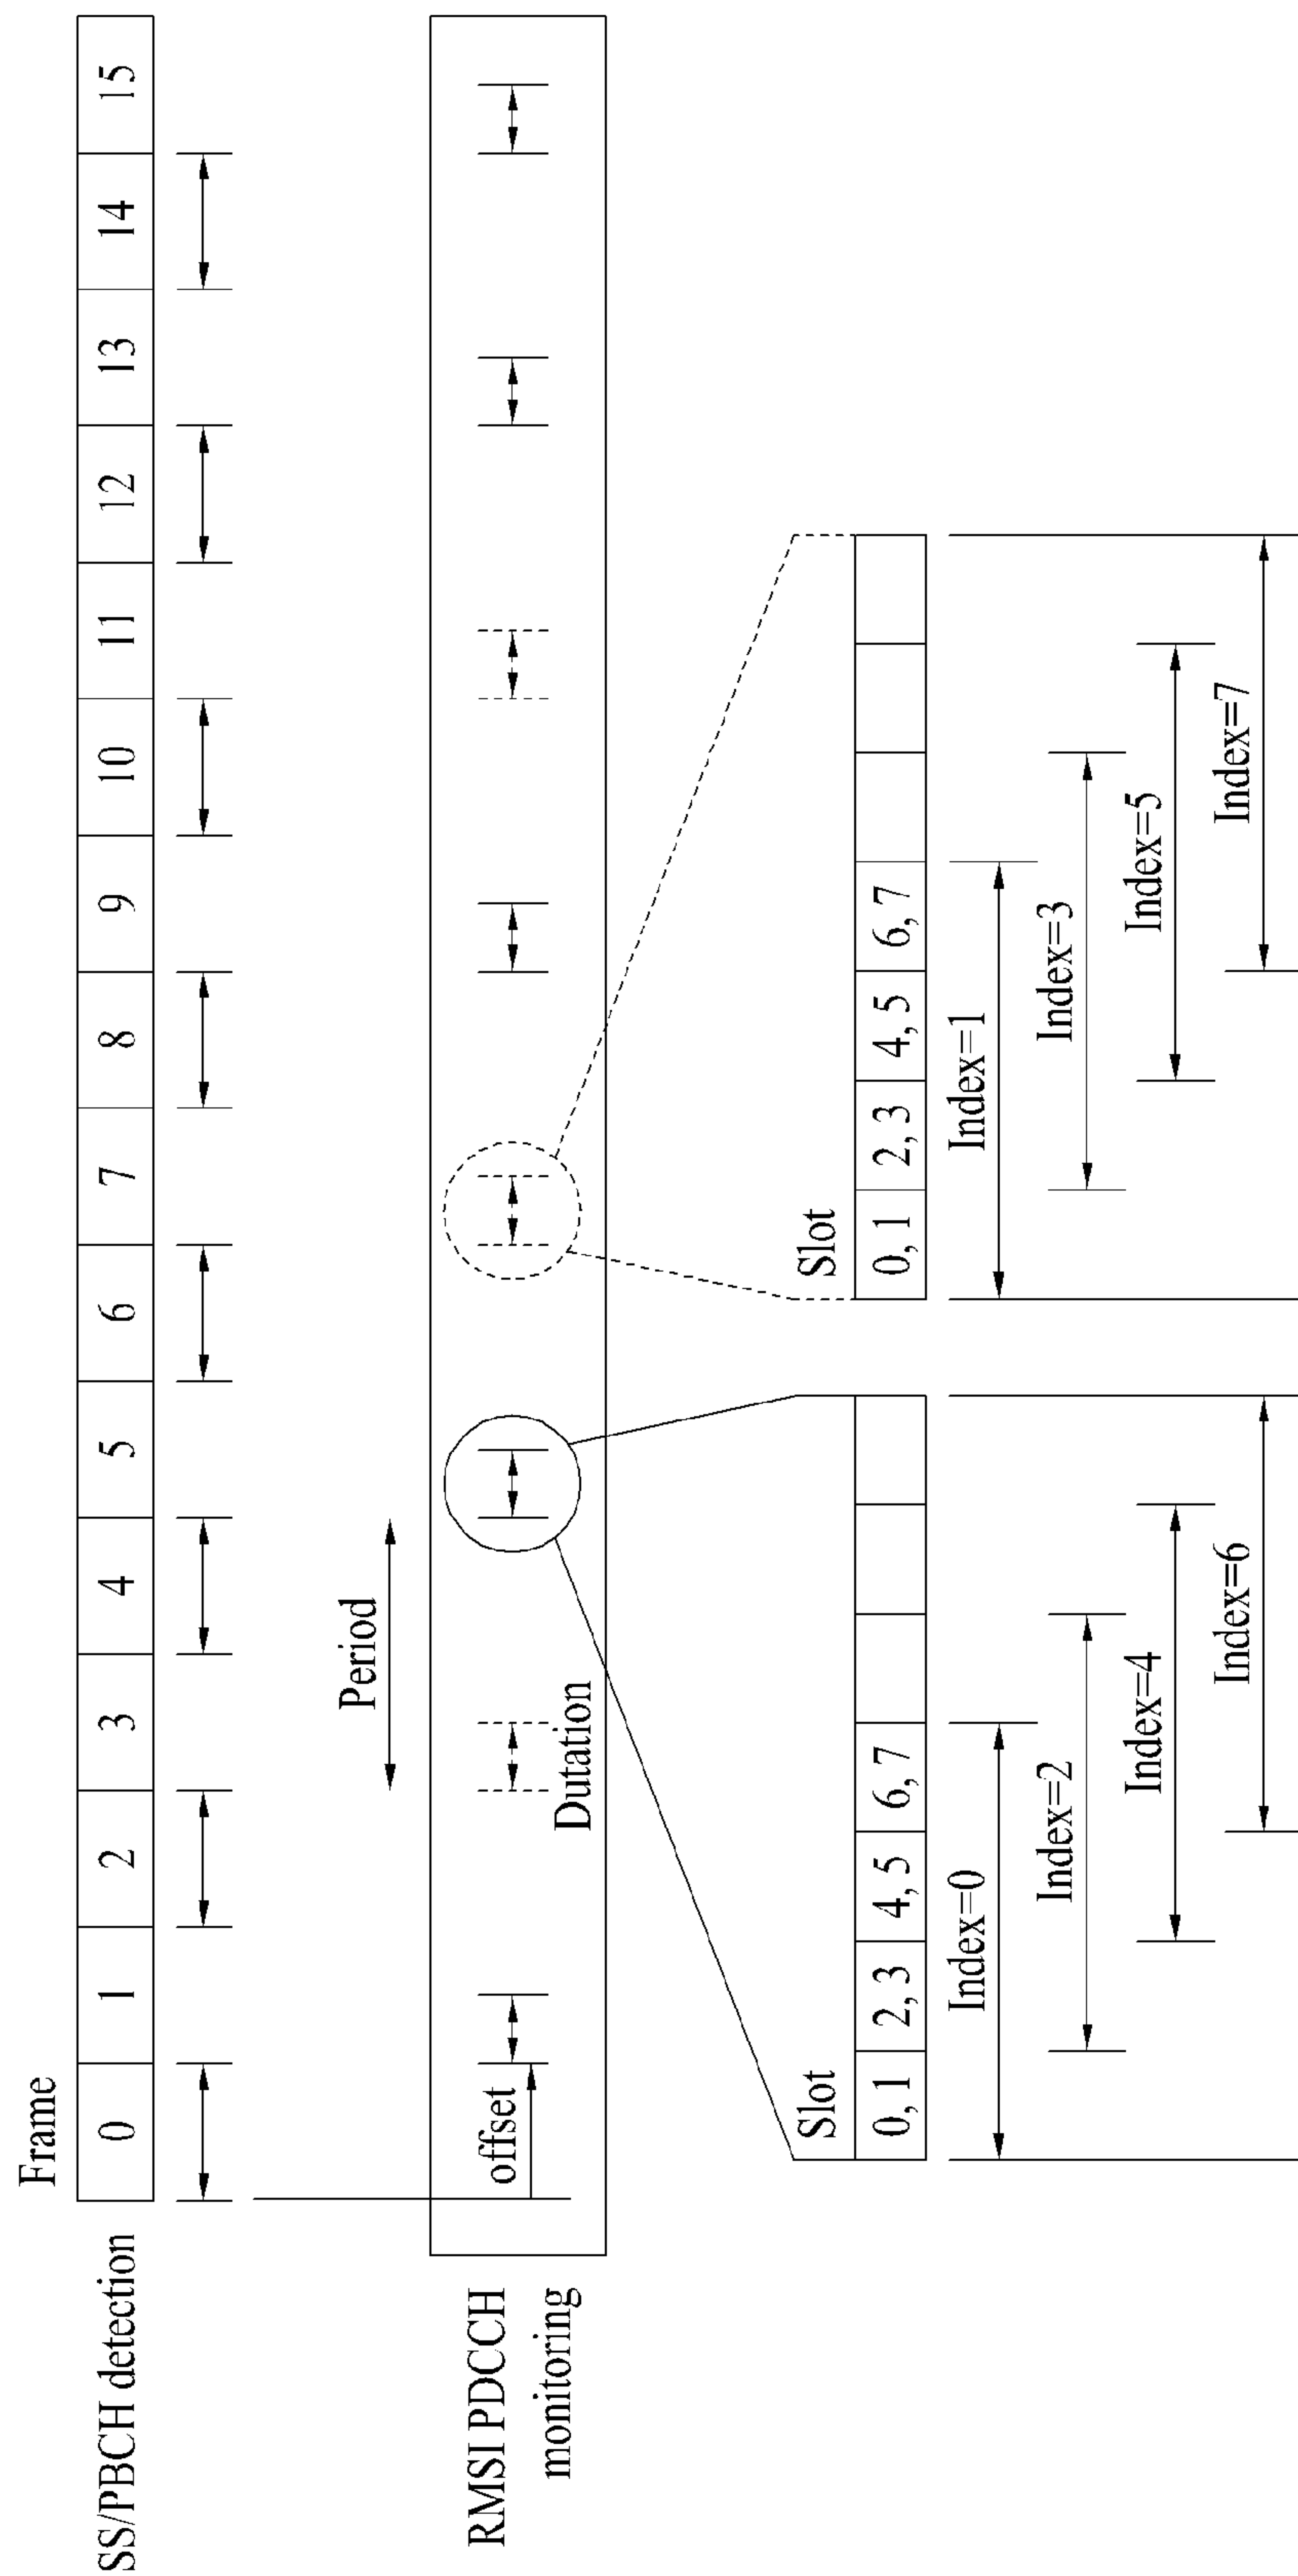 Frame
SS/PBCH detection
0 1 2 3 4 5 6 7 8 9 10 11 12 13 14 15
Period
RMSI PDCCH
monitoring
offset
Dutation
Slot
0, 1 2, 3 4, 5 6, 7
Index=0
Index=2
Index=4
Index=6
Slot
0, 1 2, 3 4, 5 6, 7
Index=1
Index=3
Index=5
Index=7